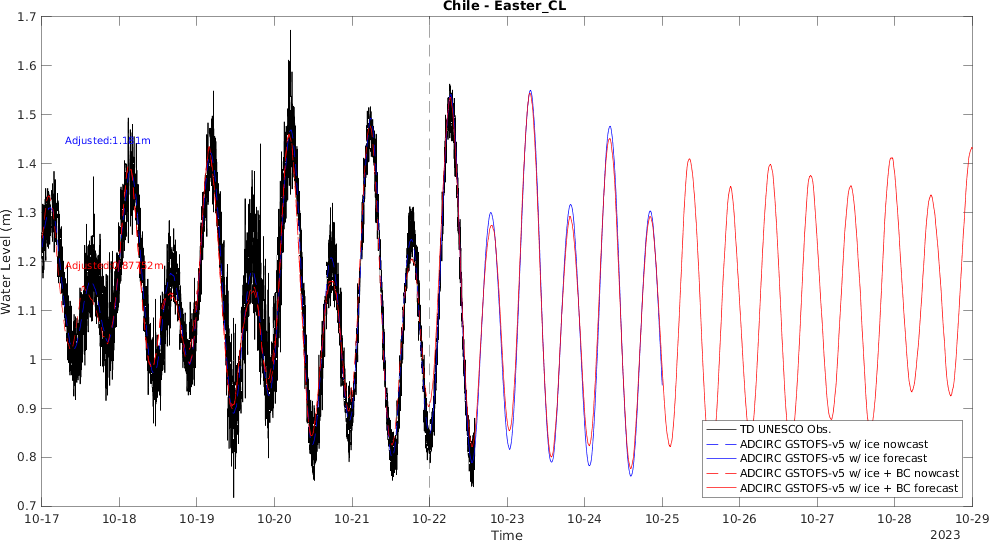 Chile - Easter_CL
1.7
1.6
1.5
1.4
1.3
1.2
1.1
1
0.9
0.8
0.7
Water Level (m)
TD UNESCO Obs.
ADCIRC GSTOFS-v5 w/ ice nowcast
ADCIRC GSTOFS-v5 w/ ice forecast
ADCIRC GSTOFS-v5 w/ ice + BC nowcast
ADCIRC GSTOFS-v5 w/ ice + BC forecast
10-17 10-18 10-19 10-20 10-21 10-22 10-23 10-24 10-25 10-26 10-27 10-28 10-29
Time
2023